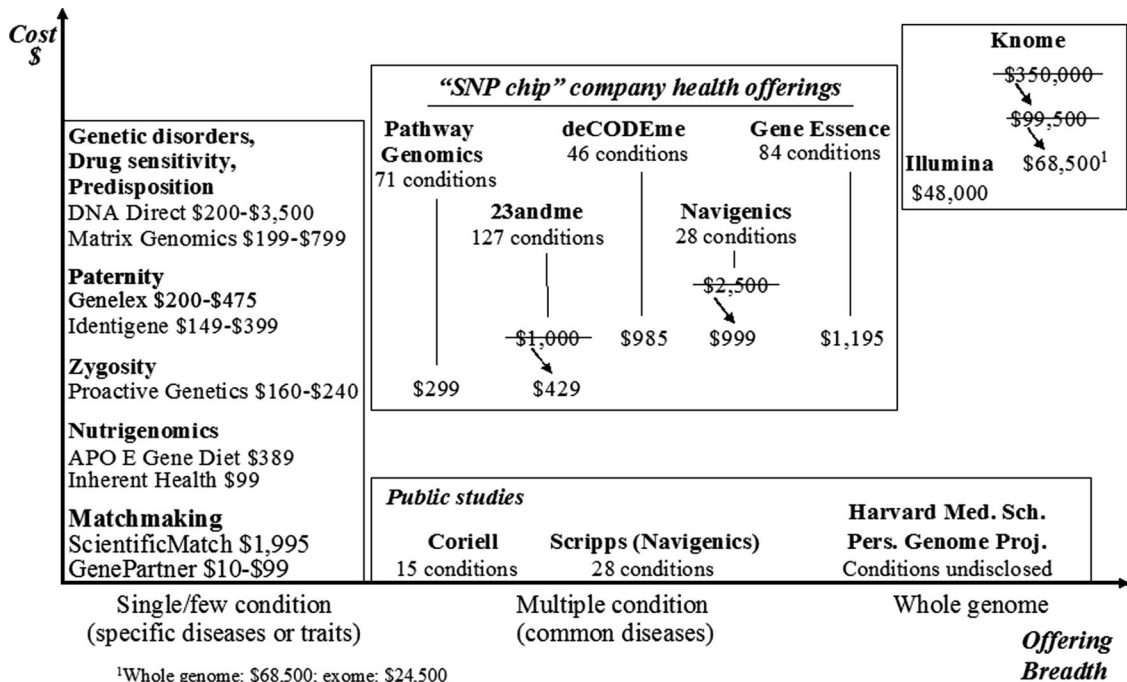 Cost
$
Genetic disorders,
Drug sensitivity,
Predisposition
DNA Direct $200-$3,500
Matrix Genomics $199-$799
Paternity
Genelex $200-$475
Identigene $149-$399
Zygosity
Proactive Genetics $160-$240
Nutrigenomics
APO E Gene Diet $389
Inherent Health $99
Matchmaking
ScientificMatch $1,995
GenePartner $10-$99
“SNP chip” company health offerings
Pathway
Genomics
71 conditions
$299
23andme
127 conditions
$1,000
$429
deCODEme
46 conditions
$985
Navigenics
28 conditions
$2,500
$999
Gene Essence
84 conditions
$1,195
Knome
$350,000
$99,500
$68,500¹
Illumina
$48,000
Public studies
Coriell
15 conditions
Scripps (Navigenics)
28 conditions
Harvard Med. Sch.
Pers. Genome Proj.
Conditions undisclosed
Single/few condition
(specific diseases or traits)
Multiple condition
(common diseases)
Whole genome
Offering
Breadth
¹Whole genome: $68,500; exome: $24,500